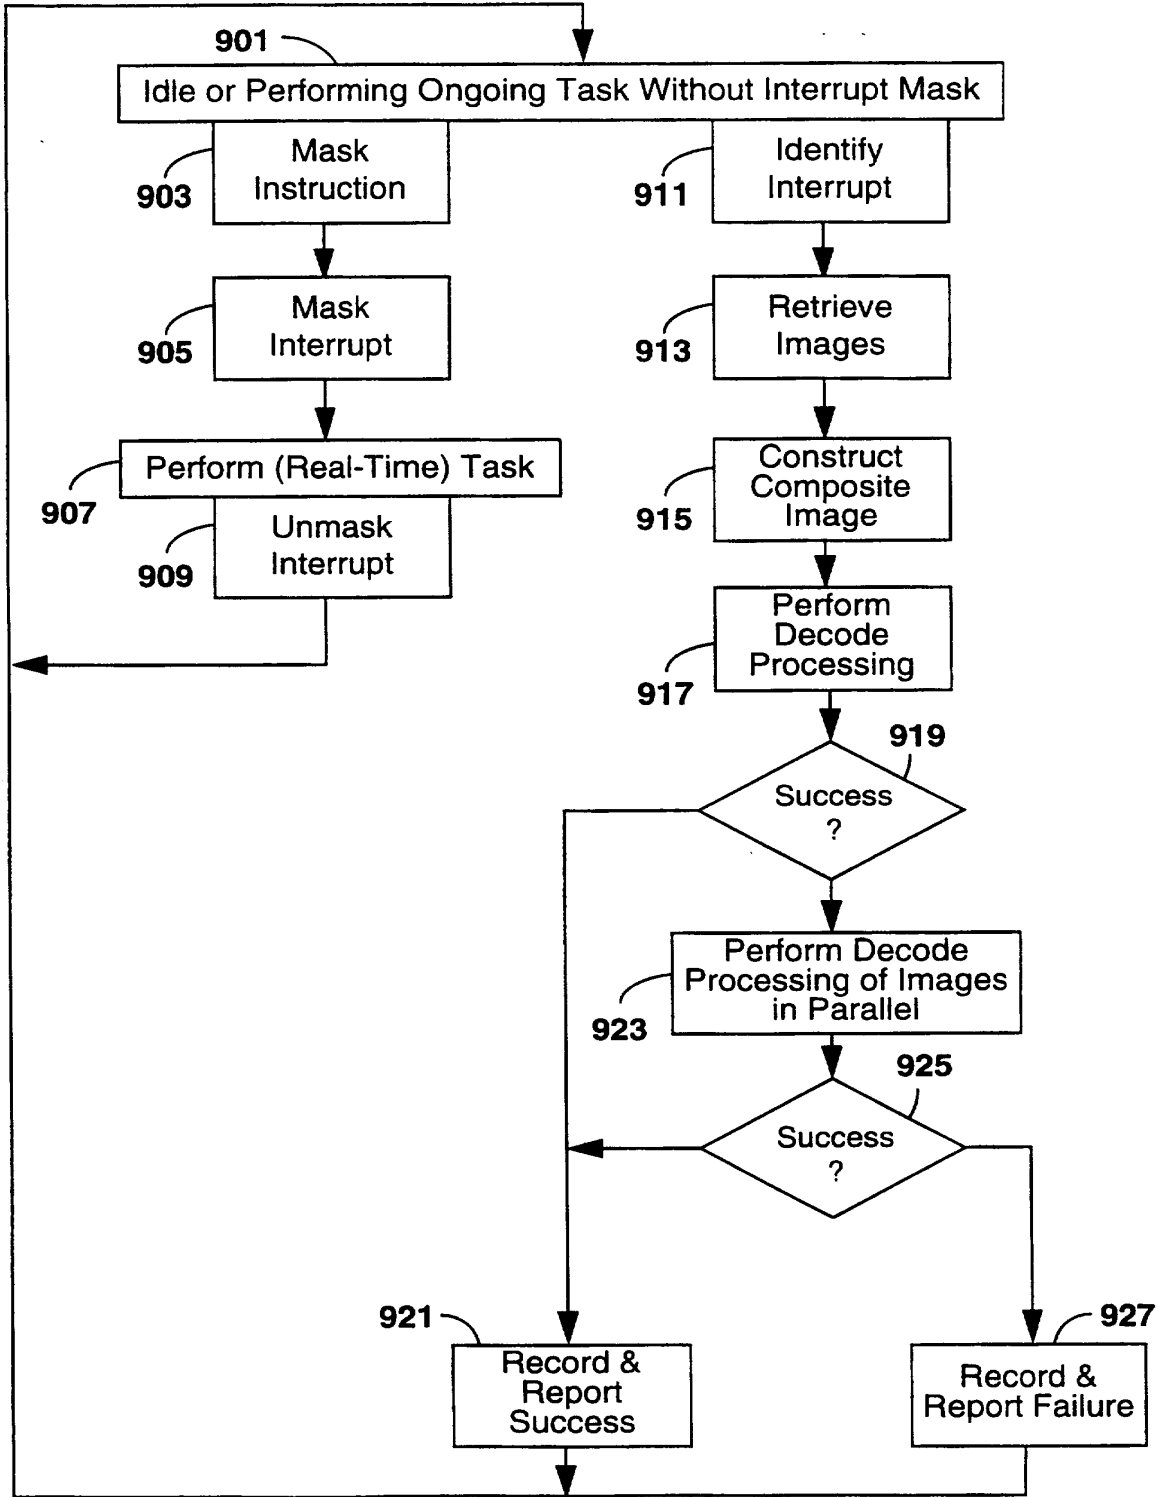 901
Idle or Performing Ongoing Task Without Interrupt Mask
Mask
Instruction
903
Identify
Interrupt
911
Mask
Interrupt
905
Retrieve
Images
913
Perform (Real-Time) Task
907
Unmask
Interrupt
909
Construct
Composite
Image
915
Perform
Decode
Processing
917
919
Success
?
Perform Decode
Processing of Images
in Parallel
923
925
Success
?
921
Record &
Report
Success
927
Record &
Report Failure